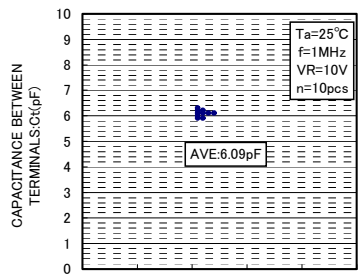 10
9
8
7
6
5
4
3
2
1
0
CAPACITANCE BETWEEN
TERMINALS:Ct(pF)
Ta=25℃
f=1MHz
VR=10V
n=10pcs
AVE:6.09pF